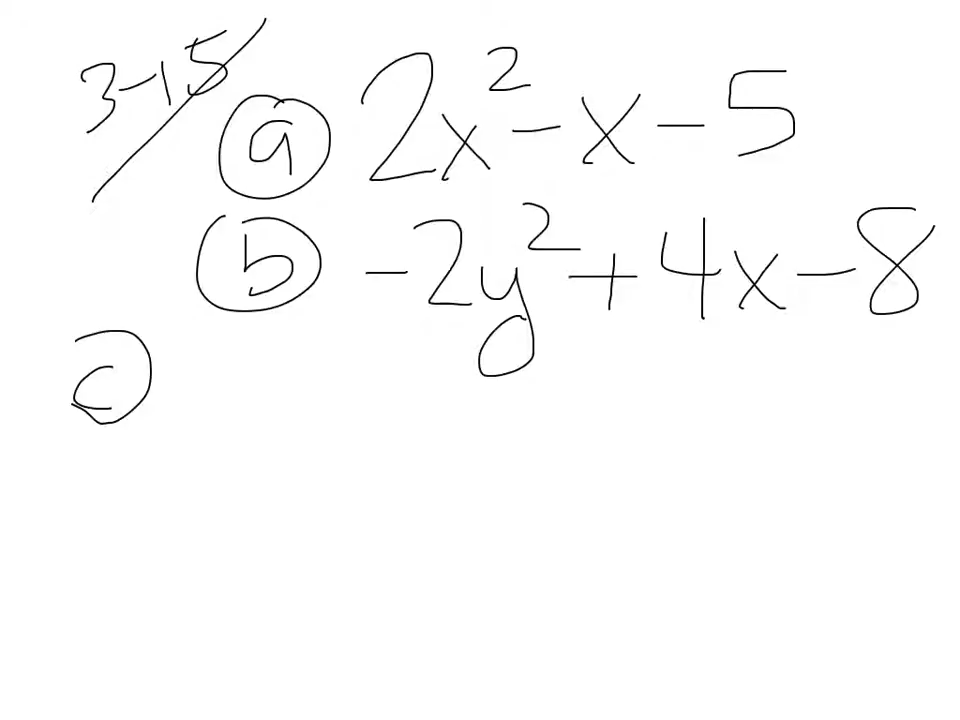 3-15
a 2x² - x - 5
b -2y² + 4x - 8
c